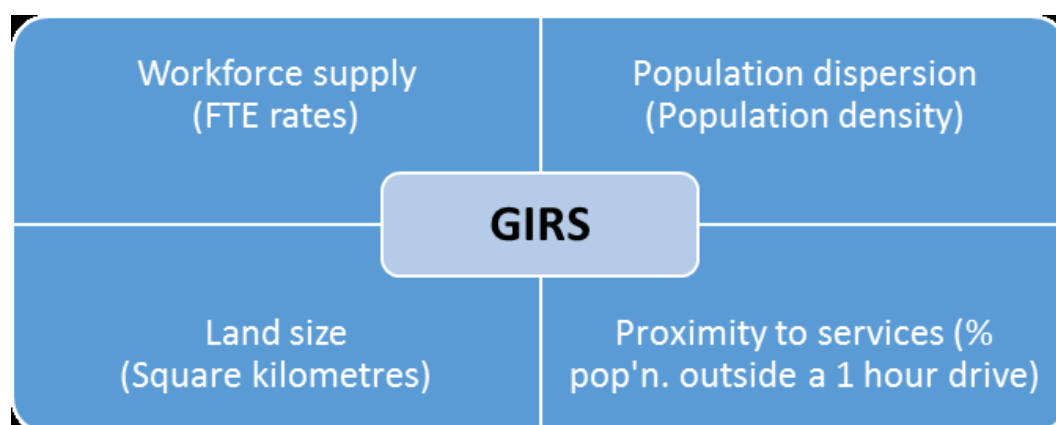 Workforce supply
(FTE rates)
Population dispersion
(Population density)
GIRS
Land size
(Square kilometres)
Proximity to services (%
pop'n. outside a 1 hour drive)